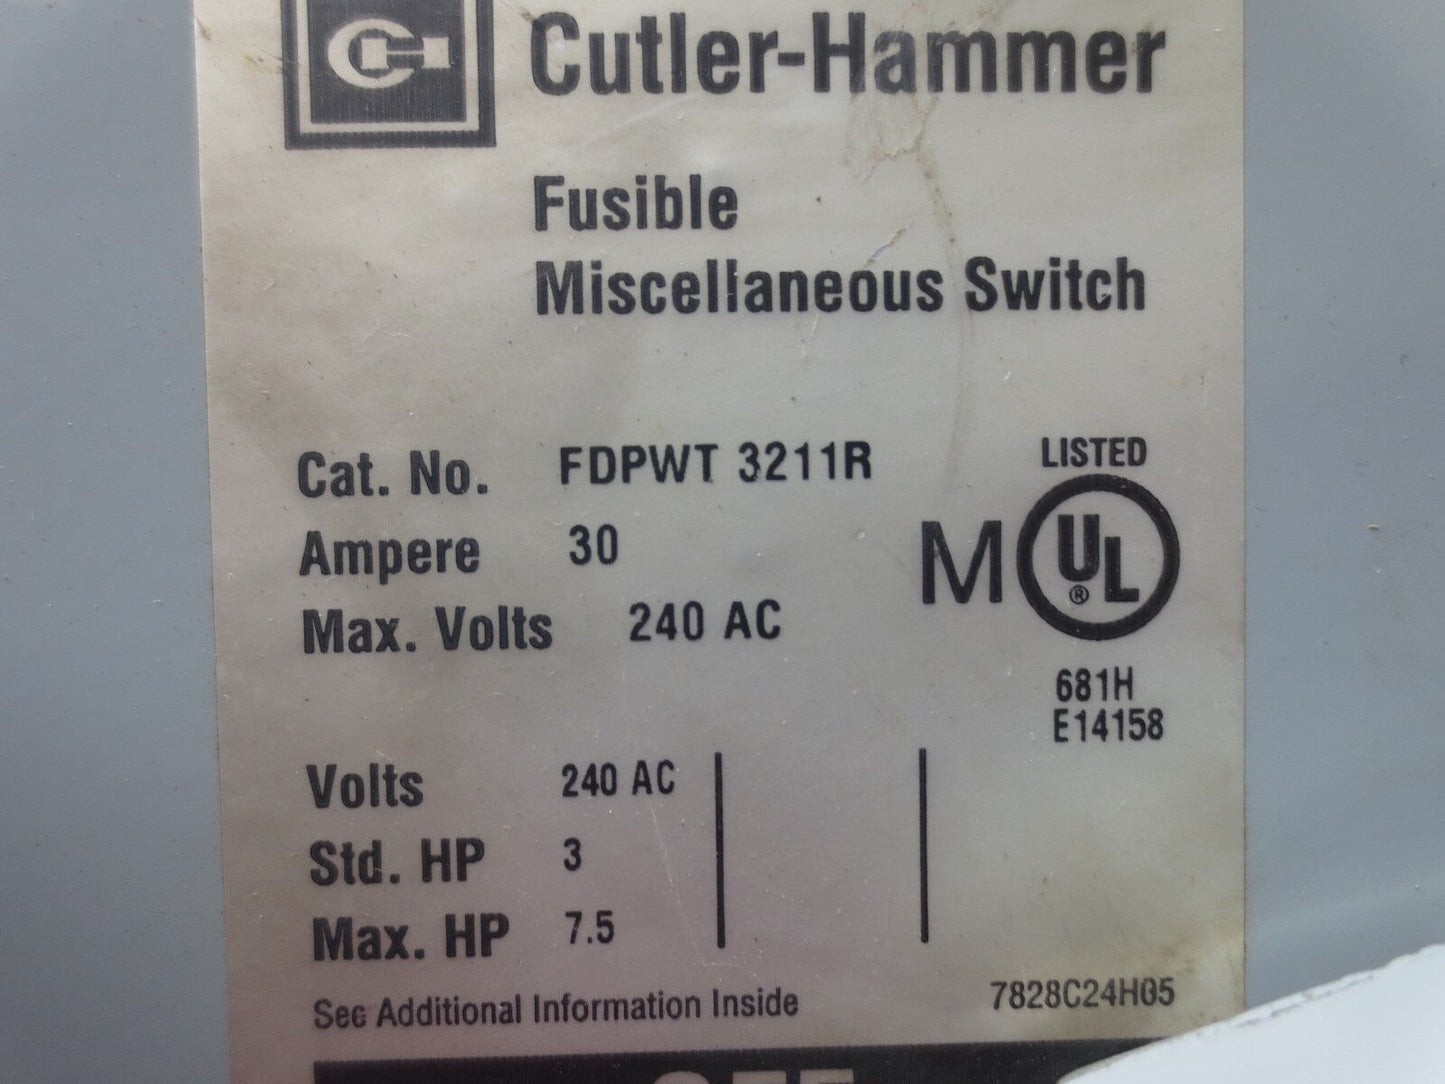 CH Cutler-Hammer
Fusible
Miscellaneous Switch
Cat. No. FDPWT 3211R
Ampere 30
Max. Volts 240 AC
LISTED
M UL ®
681H
E14158
Volts 240 AC
Std. HP 3
Max. HP 7.5
See Additional Information Inside
7828C24H05